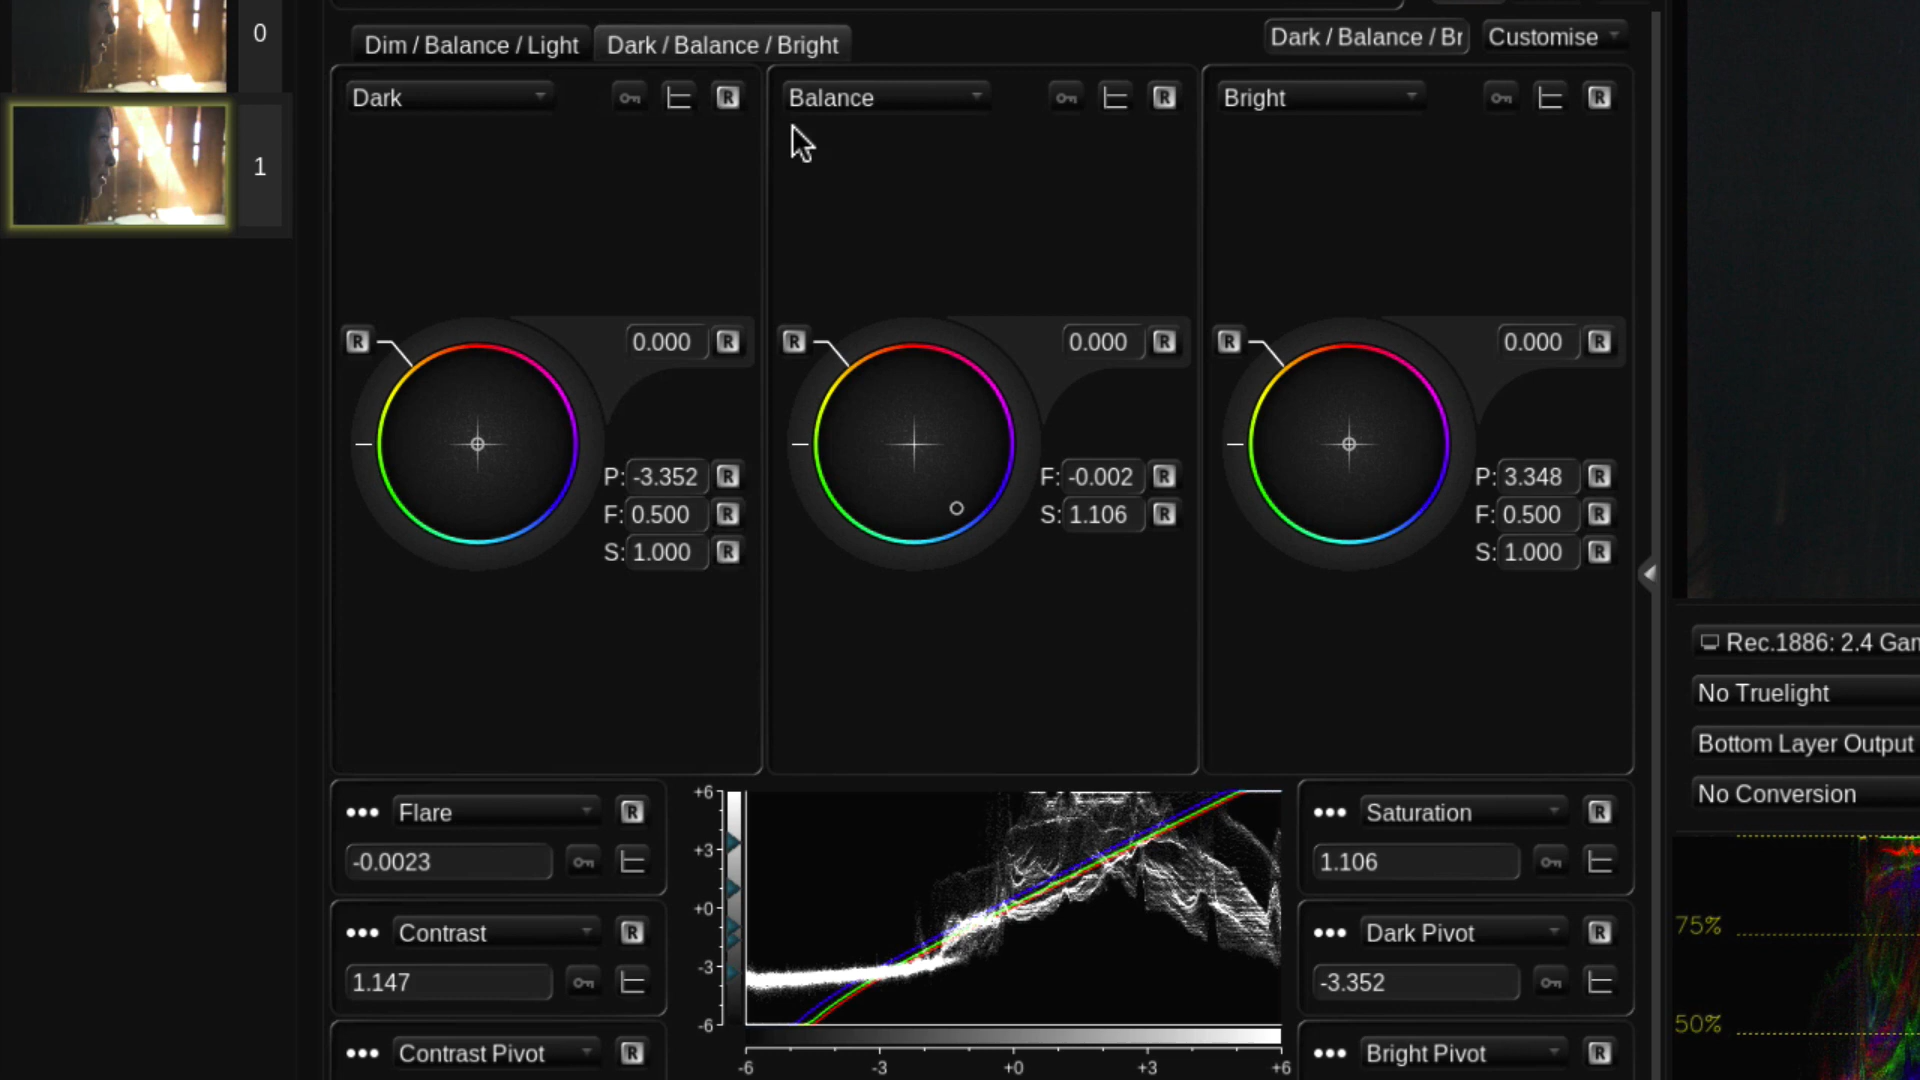 0
1
Dim / Balance / Light
Dark / Balance / Bright
Dark / Balance / Br
Customise
Dark
R
Balance
R
Bright
R
R
0.000
R
P: -3.352 R
F: 0.500 R
S: 1.000 R
R
0.000
R
F: -0.002 R
S: 1.106 R
R
0.000
R
P: 3.348 R
F: 0.500 R
S: 1.000 R
Rec.1886: 2.4 Gam
No Truelight
Bottom Layer Output
No Conversion
Flare
R
-0.0023
Contrast
R
1.147
Contrast Pivot
R
+6
+3
+0
-3
-6
-6 -3 +0 +3 +6
Saturation
R
1.106
Dark Pivot
R
-3.352
Bright Pivot
R
75%
50%